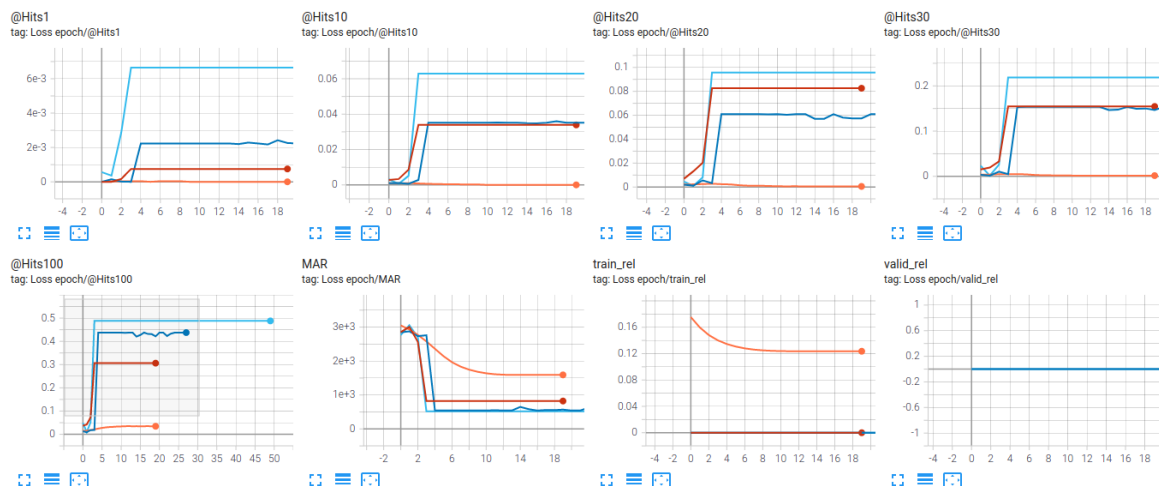 @Hits1
tag: Loss epoch/@Hits1
6e-3
4e-3
2e-3
0
-4 -2 0 2 4 6 8 10 12 14 16 18
@Hits10
tag: Loss epoch/@Hits10
0.06
0.04
0.02
0
-2 0 2 4 6 8 10 12 14 16 18
@Hits20
tag: Loss epoch/@Hits20
0.1
0.08
0.06
0.04
0.02
0
-4 -2 0 2 4 6 8 10 12 14 16 18
@Hits30
tag: Loss epoch/@Hits30
0.2
0.1
0
-4 -2 0 2 4 6 8 10 12 14 16 18
@Hits100
tag: Loss epoch/@Hits100
0.5
0.4
0.3
0.2
0.1
0
0 5 10 15 20 25 30 35 40 45 50
MAR
tag: Loss epoch/MAR
3e+3
2e+3
1e+3
0
-2 2 6 8 10 12 14 16 18 20
train_rel
tag: Loss epoch/train_rel
0.16
0.12
0.08
0.04
0
-4 -2 0 2 4 6 8 10 12 14 16 18
valid_rel
tag: Loss epoch/valid_rel
1
0.6
0.2
-0.2
-0.6
-1
-4 -2 0 2 4 6 8 10 12 14 16 18